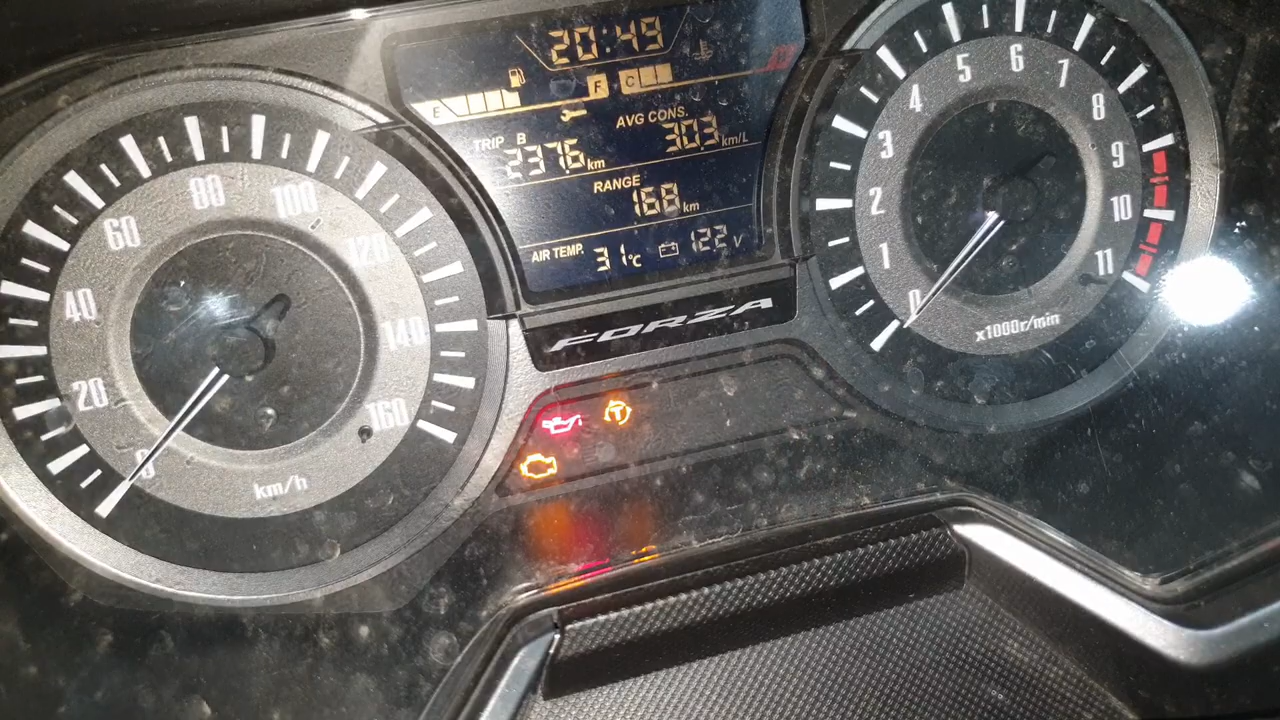 20:49
E F C H
TRIP B
237.6 km
AVG CONS.
30.3 km/L
RANGE
168 km
AIR TEMP. 31 °C 12.2 V
FORZA
0 20 40 60 80 100 120 140 160
km/h
0 1 2 3 4 5 6 7 8 9 10 11
x1000r/min
T